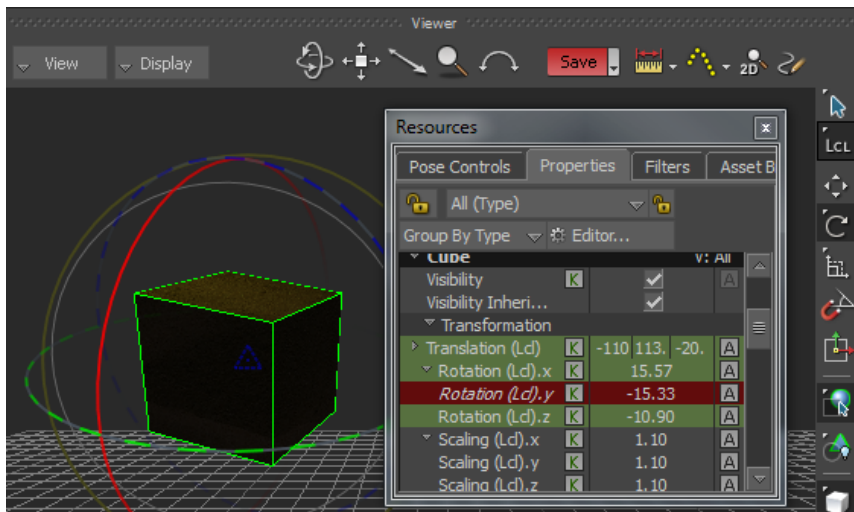 Viewer
View
Display
Save
2D
Resources
x
LCL
Pose Controls
Properties
Filters
Asset B
All (Type)
Group By Type
Editor...
Cube
V: All
Visibility K A
Visibility Inheri...
Transformation
Translation (Lcl) K -110 113. -20. A
Rotation (Lcl).x K 15.57 A
Rotation (Lcl).y K -15.33 A
Rotation (Lcl).z K -10.90 A
Scaling (Lcl).x K 1.10 A
Scaling (Lcl).y K 1.10 A
Scaling (Lcl).z K 1.10 A